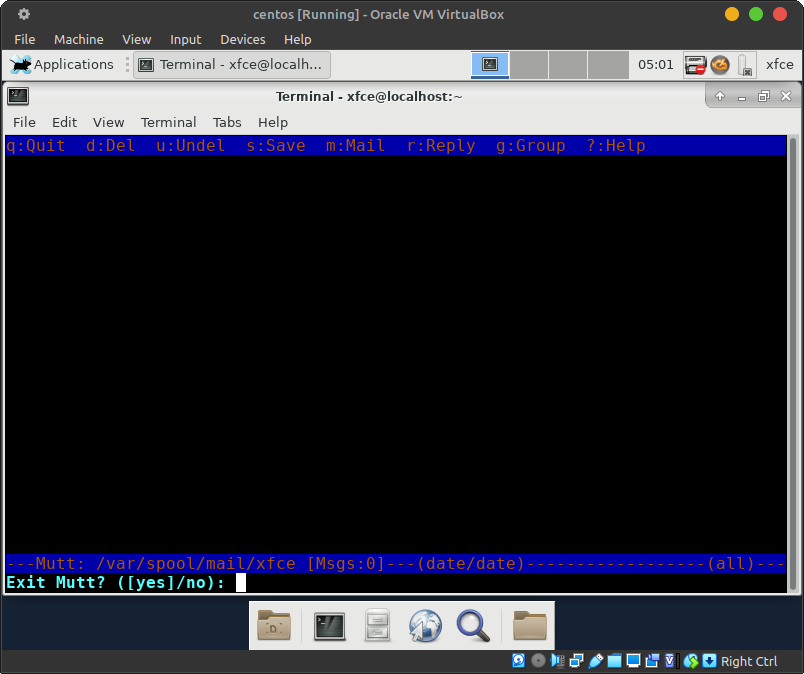 centos [Running] - Oracle VM VirtualBox
File Machine View Input Devices Help
Applications Terminal - xfce@localh... 05:01 xfce
Terminal - xfce@localhost:~
File Edit View Terminal Tabs Help
q:Quit d:Del u:Undel s:Save m:Mail r:Reply g:Group ?:Help
---Mutt: /var/spool/mail/xfce [Msgs:0]---(date/date)------------------(all)---
Exit Mutt? ([yes]/no):
Right Ctrl